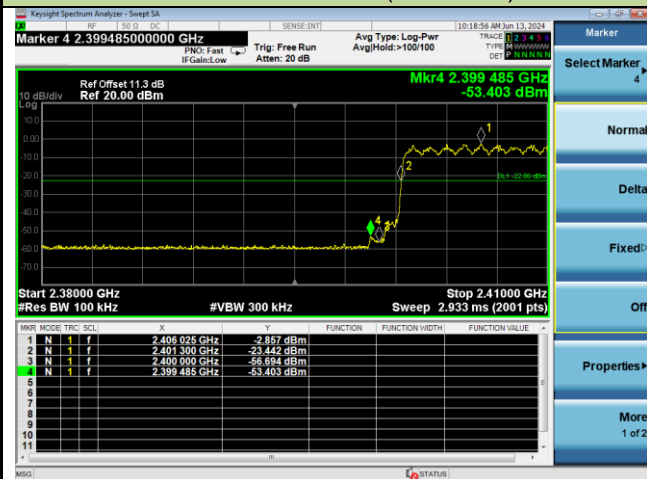 Keysight Spectrum Analyzer - Swept SA
RF 50 Ω DC SENSE:INT 10:18:56 AM Jun 13, 2024
Marker 4 2.399485000000 GHz
PNO: Fast
IFGain:Low
Trig: Free Run
Atten: 20 dB
Avg Type: Log-Pwr
Avg|Hold:>100/100
TRACE 1 2 3 4 5 6
TYPE M WWWWW
DET P NNNNN
Marker
Select Marker
4
Normal
Delta
Fixed
Off
Properties
More
1 of 2
Ref Offset 11.3 dB
10 dB/div Ref 20.00 dBm
Log
Mkr4 2.399 485 GHz
-53.403 dBm
10.0
0.00
-10.0
-20.0
-30.0
-40.0
-50.0
-60.0
-70.0
1
2
4
DL1 -22.00 dBm
Start 2.38000 GHz Stop 2.41000 GHz
#Res BW 100 kHz #VBW 300 kHz Sweep 2.933 ms (2001 pts)
MKR MODE TRC SCL X Y FUNCTION FUNCTION WIDTH FUNCTION VALUE
1 N 1 f 2.406 025 GHz -2.857 dBm
2 N 1 f 2.401 300 GHz -23.442 dBm
3 N 1 f 2.400 000 GHz -56.694 dBm
4 N 1 f 2.399 485 GHz -53.403 dBm
5
6
7
8
9
10
11
MSG STATUS